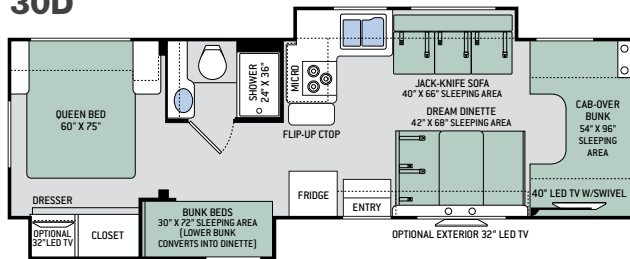 30D
QUEEN BED
60" X 75"
DRESSER
OPTIONAL
32" LED TV
CLOSET
BUNK BEDS
30" X 72" SLEEPING AREA
(LOWER BUNK
CONVERTS INTO DINETTE)
SHOWER
24" X 36"
MICRO
FLIP-UP CTOP
FRIDGE
ENTRY
JACK-KNIFE SOFA
40" X 66" SLEEPING AREA
DREAM DINETTE
42" X 68" SLEEPING AREA
CAB-OVER
BUNK
54" X 96"
SLEEPING
AREA
40" LED TV W/SWIVEL
OPTIONAL EXTERIOR 32" LED TV